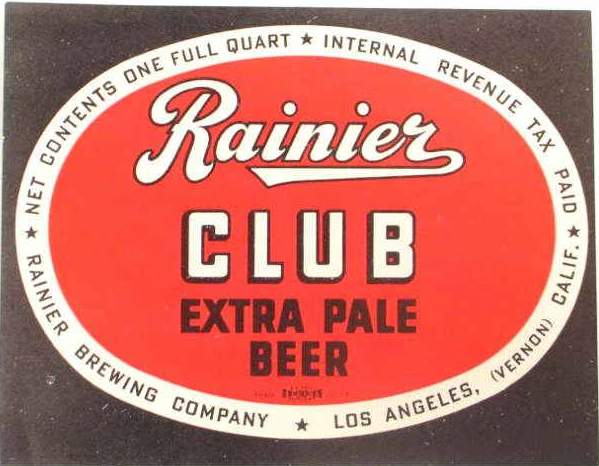 NET CONTENTS ONE FULL QUART ★ INTERNAL REVENUE TAX PAID ★
Rainier
CLUB
EXTRA PALE
BEER
★ RAINIER BREWING COMPANY ★ LOS ANGELES, (VERNON) CALIF.